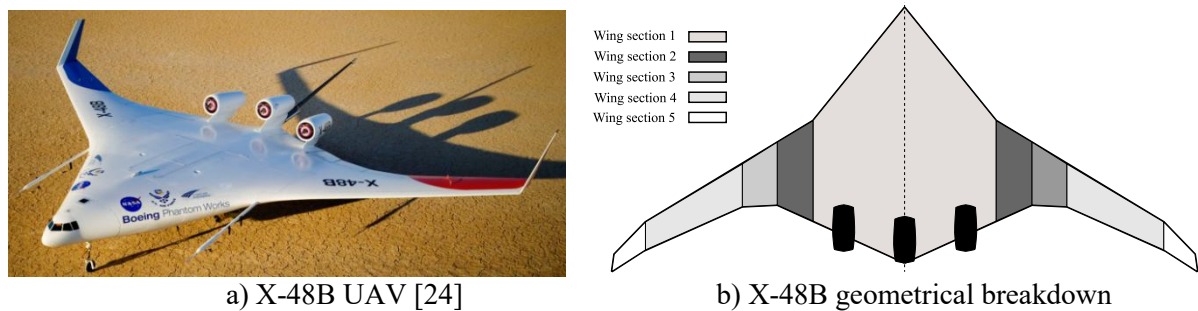 X-48B
NASA
X-48B
Boeing Phantom Works
Wing section 1
Wing section 2
Wing section 3
Wing section 4
Wing section 5
a) X-48B UAV [24]
b) X-48B geometrical breakdown